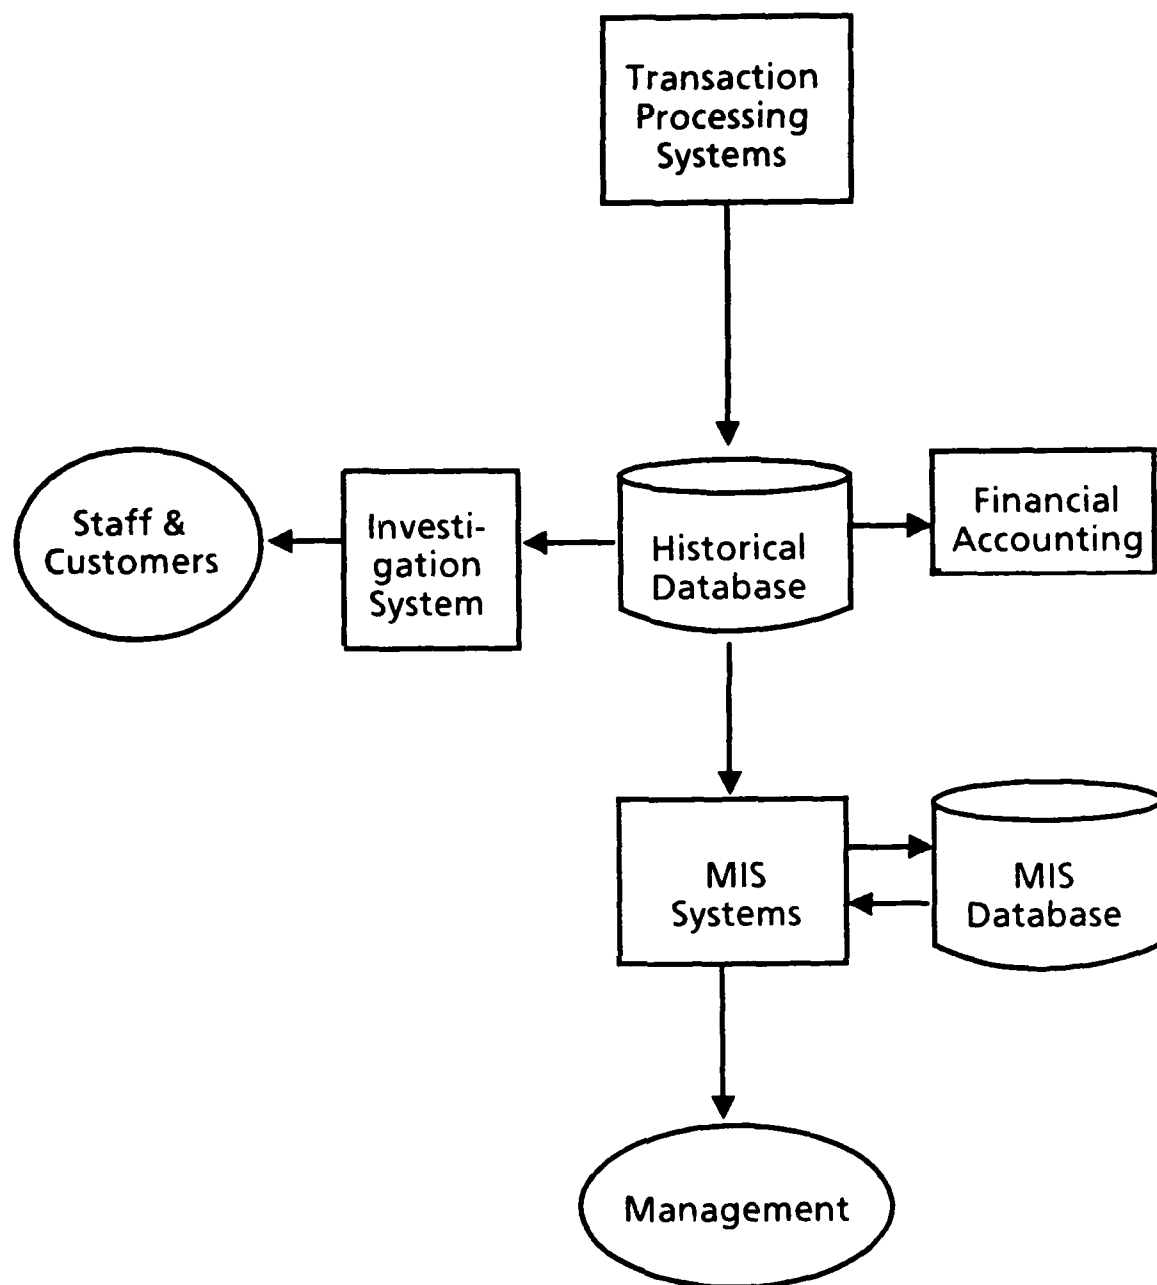 Transaction
Processing
Systems
Staff &
Customers
Investi-
gation
System
Historical
Database
Financial
Accounting
MIS
Systems
MIS
Database
Management